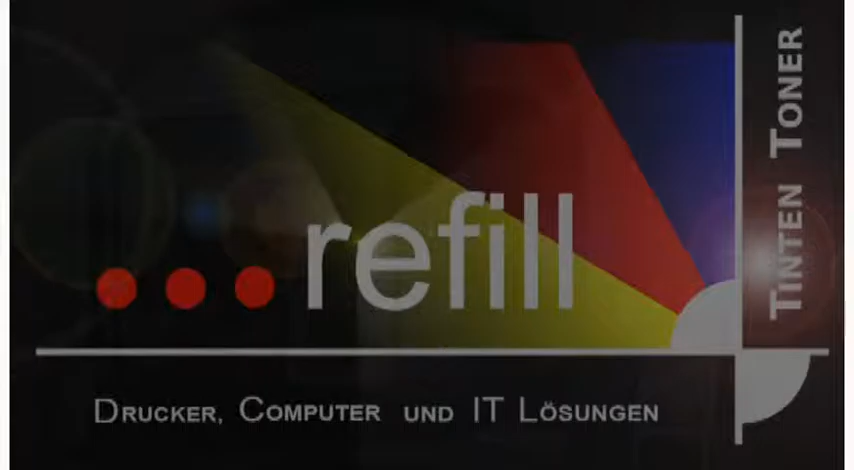 ...refill
TINTEN TONER
DRUCKER, COMPUTER UND IT LÖSUNGEN